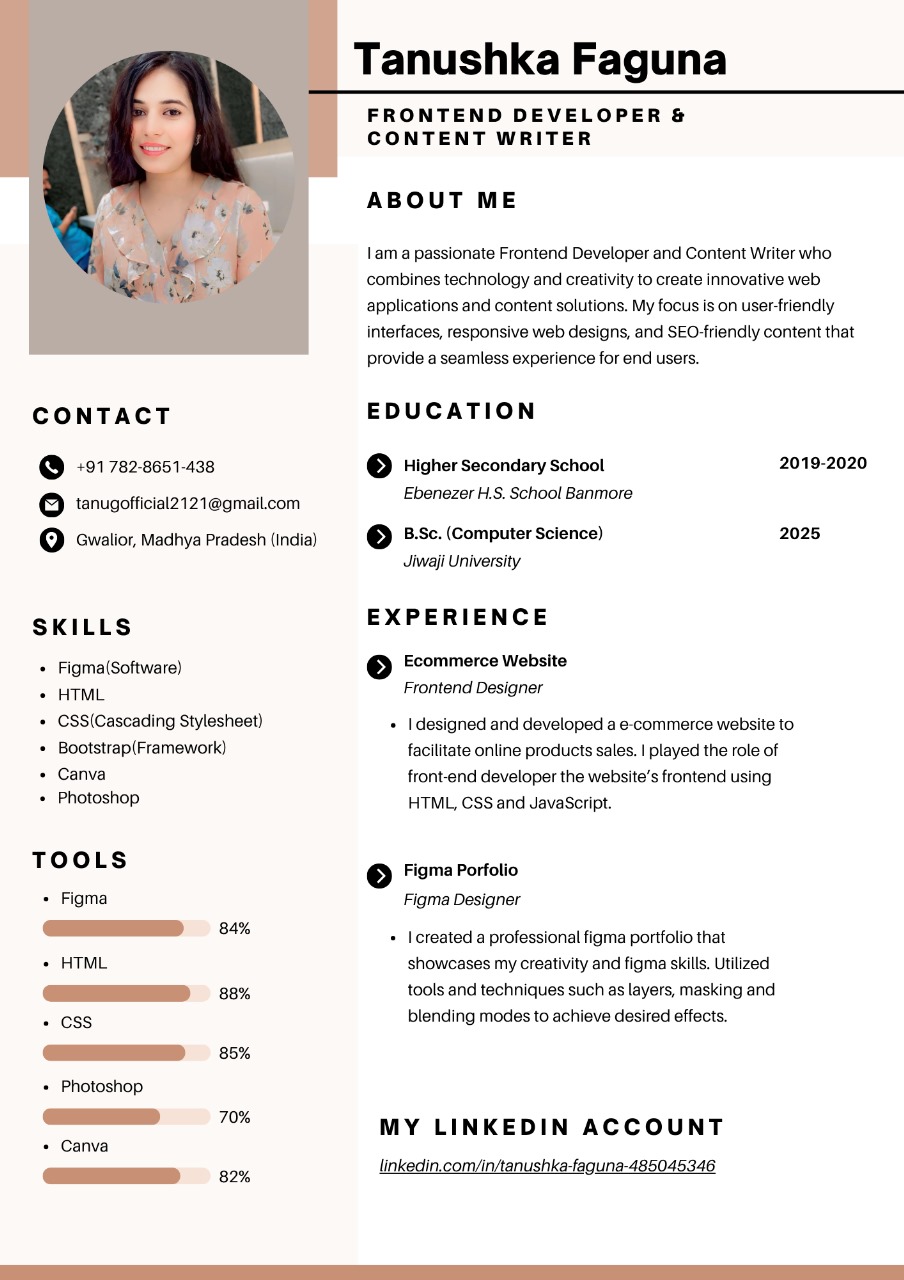 Tanushka Faguna
FRONTEND DEVELOPER &
CONTENT WRITER
ABOUT ME
I am a passionate Frontend Developer and Content Writer who
combines technology and creativity to create innovative web
applications and content solutions. My focus is on user-friendly
interfaces, responsive web designs, and SEO-friendly content that
provide a seamless experience for end users.
CONTACT
+91 782-8651-438
tanugofficial2121@gmail.com
Gwalior, Madhya Pradesh (India)
SKILLS
• Figma(Software)
• HTML
• CSS(Cascading Stylesheet)
• Bootstrap(Framework)
• Canva
• Photoshop
TOOLS
• Figma
84%
• HTML
88%
• CSS
85%
• Photoshop
70%
• Canva
82%
EDUCATION
Higher Secondary School 2019-2020
Ebenezer H.S. School Banmore
B.Sc. (Computer Science) 2025
Jiwaji University
EXPERIENCE
Ecommerce Website
Frontend Designer
• I designed and developed a e-commerce website to
facilitate online products sales. I played the role of
front-end developer the website's frontend using
HTML, CSS and JavaScript.
Figma Porfolio
Figma Designer
• I created a professional figma portfolio that
showcases my creativity and figma skills. Utilized
tools and techniques such as layers, masking and
blending modes to achieve desired effects.
MY LINKEDIN ACCOUNT
linkedin.com/in/tanushka-faguna-485045346